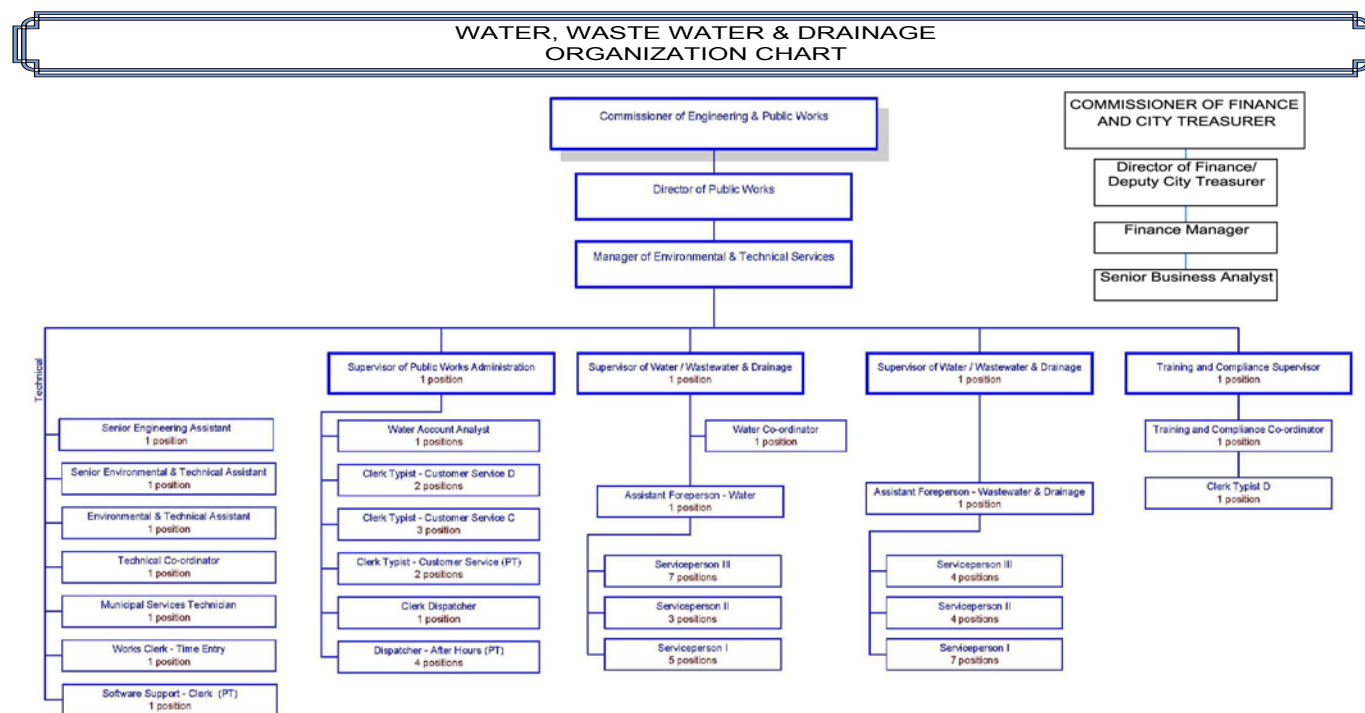 WATER, WASTE WATER & DRAINAGE
ORGANIZATION CHART
Commissioner of Engineering & Public Works
COMMISSIONER OF FINANCE
AND CITY TREASURER
Director of Public Works
Director of Finance/
Deputy City Treasurer
Manager of Environmental & Technical Services
Finance Manager
Senior Business Analyst
Technical
Senior Engineering Assistant
1 position
Senior Environmental & Technical Assistant
1 position
Environmental & Technical Assistant
1 position
Technical Co-ordinator
1 position
Municipal Services Technician
1 position
Works Clerk - Time Entry
1 position
Software Support - Clerk (PT)
1 position
Supervisor of Public Works Administration
1 position
Water Account Analyst
1 positions
Clerk Typist - Customer Service D
2 positions
Clerk Typist - Customer Service C
3 position
Clerk Typist - Customer Service (PT)
2 positions
Clerk Dispatcher
1 position
Dispatcher - After Hours (PT)
4 positions
Supervisor of Water / Wastewater & Drainage
1 position
Water Co-ordinator
1 position
Assistant Foreperson - Water
1 position
Serviceperson III
7 positions
Serviceperson II
3 positions
Serviceperson I
5 positions
Supervisor of Water / Wastewater & Drainage
1 position
Assistant Foreperson - Wastewater & Drainage
1 position
Serviceperson III
4 positions
Serviceperson II
4 positions
Serviceperson I
7 positions
Training and Compliance Supervisor
1 position
Training and Compliance Co-ordinator
1 position
Clerk Typist D
1 position